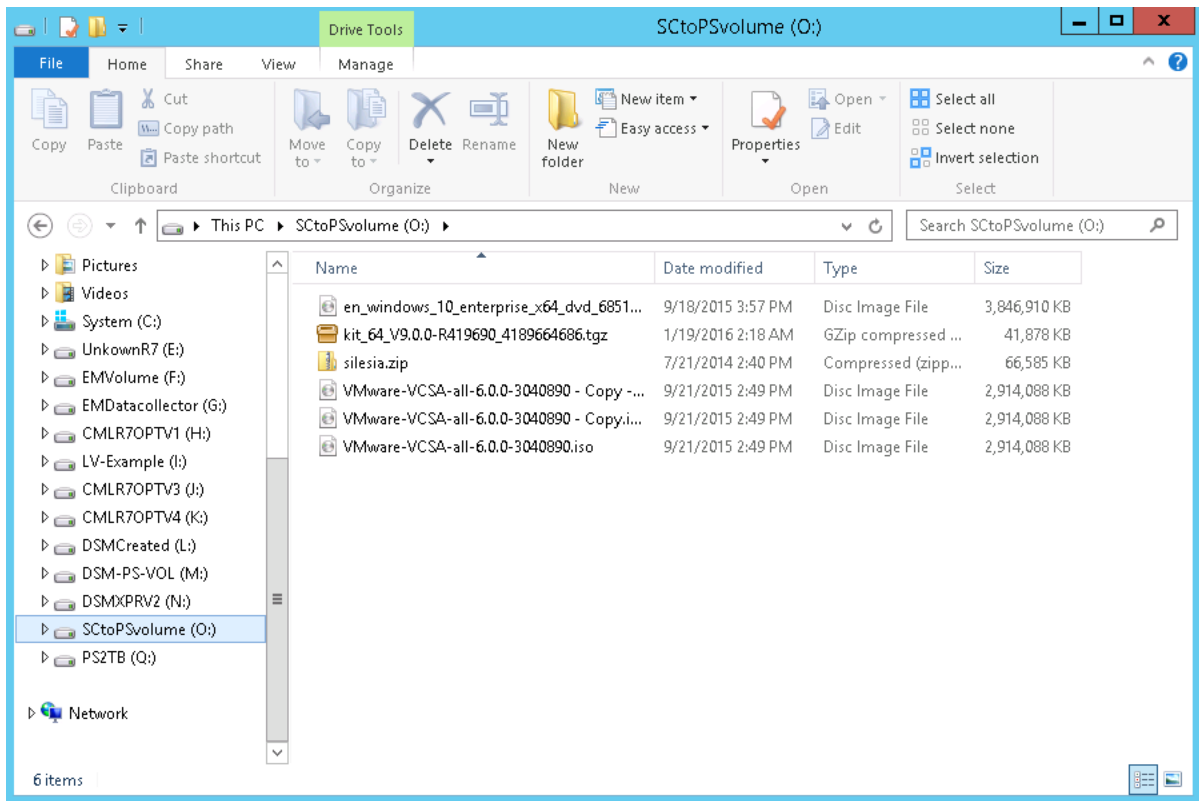 Drive Tools
SCtoPSvolume (O:)
File
Home
Share
View
Manage
Copy
Paste
Cut
Copy path
Paste shortcut
Clipboard
Move to
Copy to
Delete
Rename
Organize
New folder
New item
Easy access
New
Properties
Open
Edit
Open
Select all
Select none
Invert selection
Select
This PC
SCtoPSvolume (O:)
Search SCtoPSvolume (O:)
Pictures
Videos
System (C:)
UnkownR7 (E:)
EMVolume (F:)
EMDatacollector (G:)
CMLR7OPTV1 (H:)
LV-Example (I:)
CMLR7OPTV3 (J:)
CMLR7OPTV4 (K:)
DSMCreated (L:)
DSM-PS-VOL (M:)
DSMXPRV2 (N:)
SCtoPSvolume (O:)
PS2TB (Q:)
Network
Name Date modified Type Size
en_windows_10_enterprise_x64_dvd_6851... 9/18/2015 3:57 PM Disc Image File 3,846,910 KB
kit_64_V9.0.0-R419690_4189664686.tgz 1/19/2016 2:18 AM GZip compressed ... 41,878 KB
silesia.zip 7/21/2014 2:40 PM Compressed (zipp... 66,585 KB
VMware-VCSA-all-6.0.0-3040890 - Copy -... 9/21/2015 2:49 PM Disc Image File 2,914,088 KB
VMware-VCSA-all-6.0.0-3040890 - Copy.i... 9/21/2015 2:49 PM Disc Image File 2,914,088 KB
VMware-VCSA-all-6.0.0-3040890.iso 9/21/2015 2:49 PM Disc Image File 2,914,088 KB
6 items